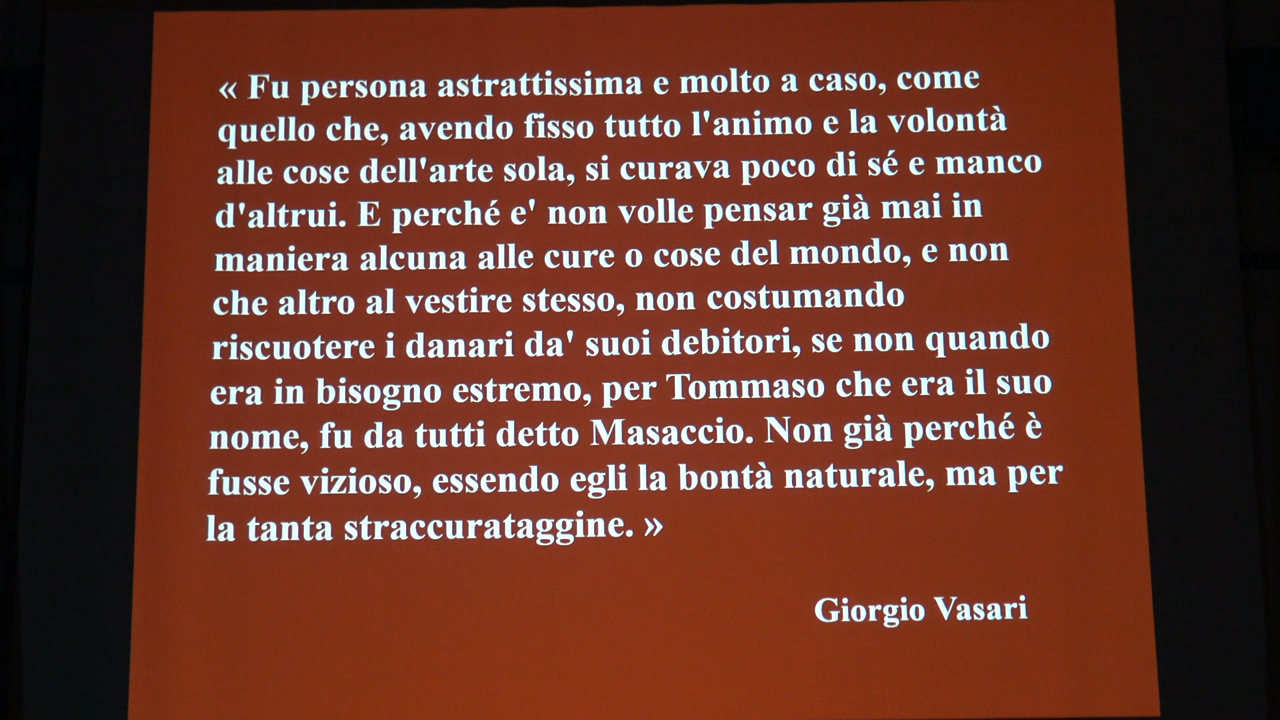 « Fu persona astrattissima e molto a caso, come
quello che, avendo fisso tutto l'animo e la volontà
alle cose dell'arte sola, si curava poco di sé e manco
d'altrui. E perché e' non volle pensar già mai in
maniera alcuna alle cure o cose del mondo, e non
che altro al vestire stesso, non costumando
riscuotere i danari da' suoi debitori, se non quando
era in bisogno estremo, per Tommaso che era il suo
nome, fu da tutti detto Masaccio. Non già perché è
fusse vizioso, essendo egli la bontà naturale, ma per
la tanta straccurataggine. »
Giorgio Vasari